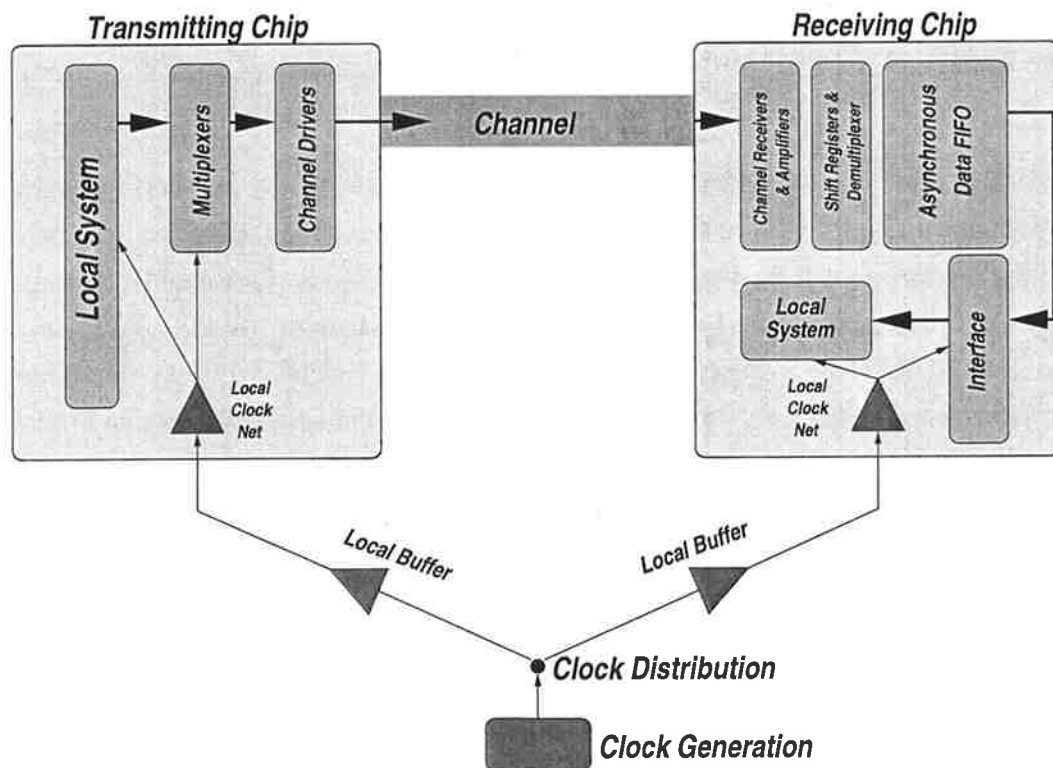 Transmitting Chip
Receiving Chip
Local System
Multiplexers
Channel Drivers
Channel
Channel Receivers
& Amplifiers
Shift Registers &
Demultiplexer
Asynchronous
Data FIFO
Local
System
Interface
Local
Clock
Net
Local
Clock
Net
Local Buffer
Local Buffer
Clock Distribution
Clock Generation